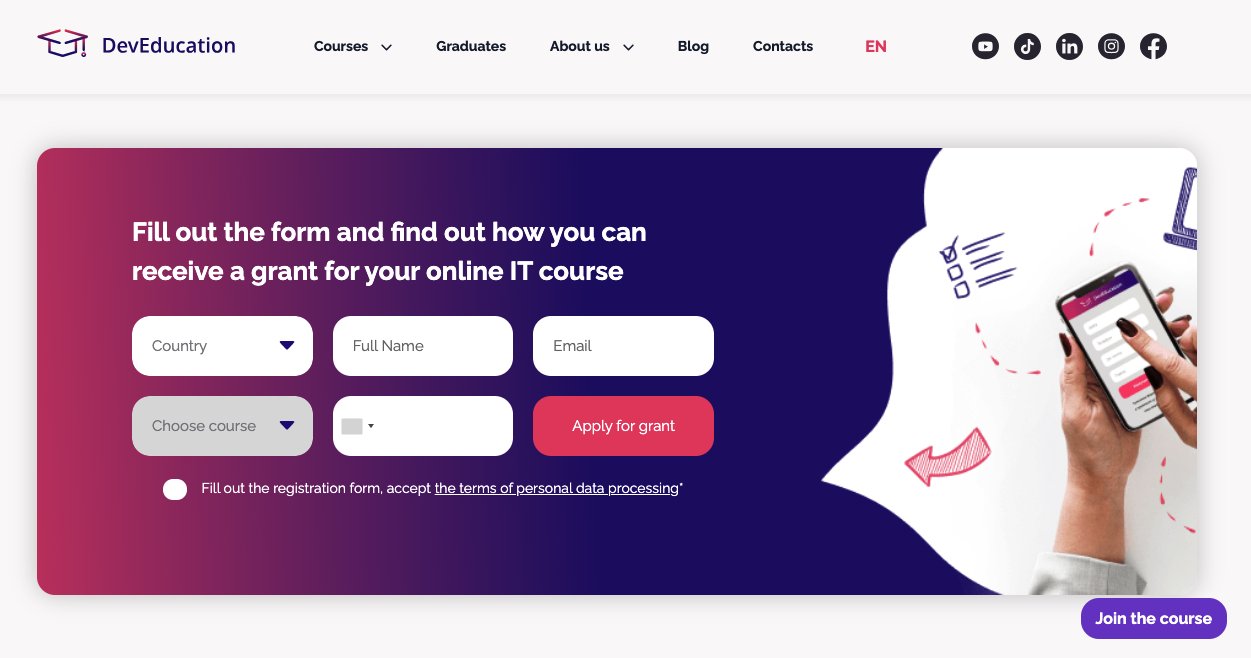 DevEducation
Courses
Graduates
About us
Blog
Contacts
EN
Fill out the form and find out how you can
receive a grant for your online IT course
Country
Full Name
Email
Choose course
Apply for grant
Fill out the registration form, accept the terms of personal data processing*
DevEducation
Join the course